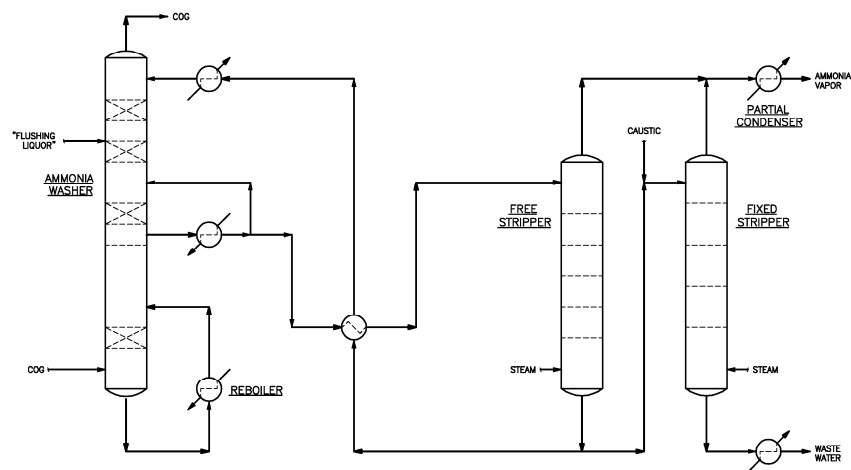 COG
AMMONIA
VAPOR
PARTIAL
CONDENSER
CAUSTIC
"FLUSHING
LIQUOR"
AMMONIA
WASHER
FREE
STRIPPER
FIXED
STRIPPER
COG
REBOILER
STEAM
STEAM
WASTE
WATER